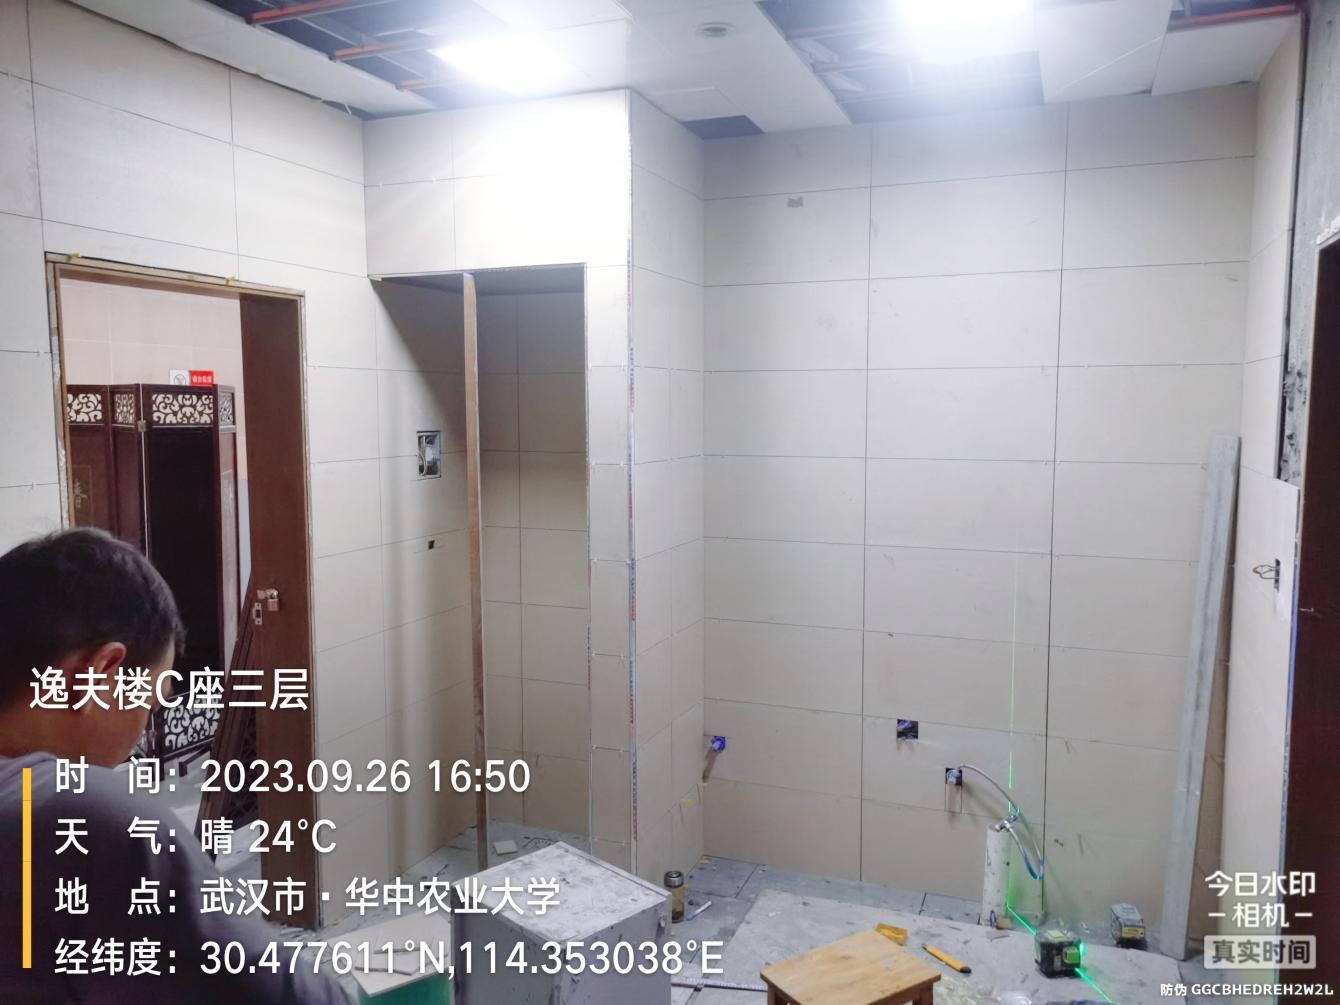 逸夫楼C座三层
时 间：2023.09.26 16:50
天 气：晴 24°C
地 点：武汉市·华中农业大学
经纬度：30.477611°N,114.353038°E
今日水印
-相机-
真实时间
防伪 GGCBHEDREH2W2L